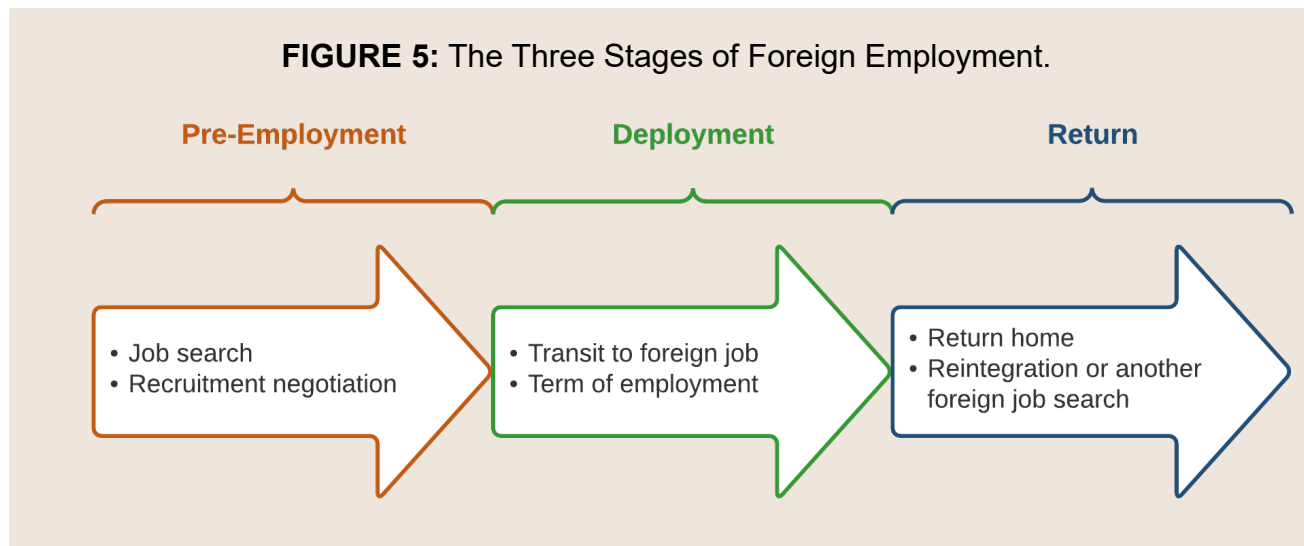 FIGURE 5: The Three Stages of Foreign Employment.
Pre-Employment
Deployment
Return
• Job search
• Recruitment negotiation
• Transit to foreign job
• Term of employment
• Return home
• Reintegration or another
foreign job search